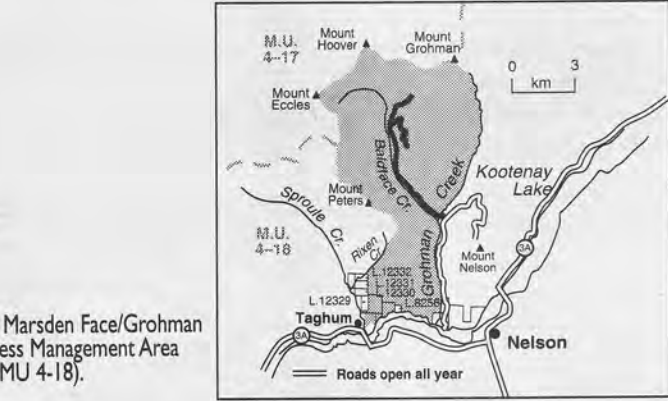 Mount
Hoover
Mount
Grohman
M.U.
4-17
0 3
km
Mount
Eccles
Baldface Cr.
Creek
Kootenay
Lake
Mount
Peters
Sproule Cr.
M.U.
4-18
Rixen
Cr.
Grohman
3A
Mount
Nelson
L.12332
12331
12330
L.12329
L.8256
Marsden Face/Grohman
ess Management Area
MU 4-18).
Taghum
3A
Nelson
Roads open all year